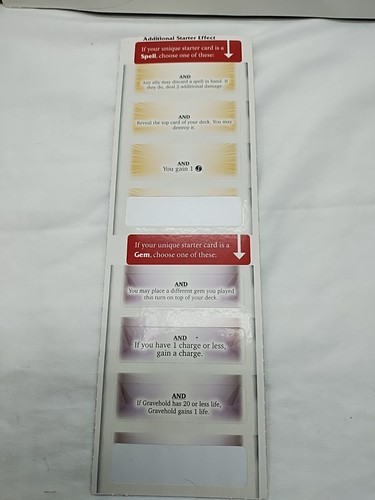 Additional Starter Effect
If your unique starter card is a
Spell, choose one of these:
AND
Any ally may discard a spell in hand. If
they do, deal 2 additional damage
AND
Reveal the top card of your deck. You may
destroy it.
AND
You gain 1
If your unique starter card is a
Gem, choose one of these:
AND
You may place a different gem you played
this turn on top of your deck.
AND
If you have 1 charge or less,
gain a charge.
AND
If Gravehold has 20 or less life,
Gravehold gains 1 life.